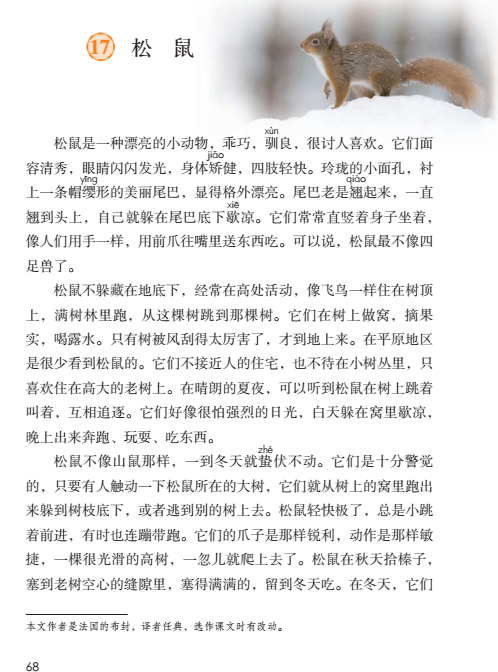 17 松 鼠
xùn
松鼠是一种漂亮的小动物，乖巧，驯良，很讨人喜欢。它们面
jiǎo
容清秀，眼睛闪闪发光，身体矫健，四肢轻快。玲珑的小面孔，衬
yīng qiào
上一条帽缨形的美丽尾巴，显得格外漂亮。尾巴老是翘起来，一直
xiē
翘到头上，自己就躲在尾巴底下歇凉。它们常常直竖着身子坐着，
像人们用手一样，用前爪往嘴里送东西吃。可以说，松鼠最不像四
足兽了。
松鼠不躲藏在地底下，经常在高处活动，像飞鸟一样住在树顶
上，满树林里跑，从这棵树跳到那棵树。它们在树上做窝，摘果
实，喝露水。只有树被风刮得太厉害了，才到地上来。在平原地区
是很少看到松鼠的。它们不接近人的住宅，也不待在小树丛里，只
喜欢住在高大的老树上。在晴朗的夏夜，可以听到松鼠在树上跳着
叫着，互相追逐。它们好像很怕强烈的日光，白天躲在窝里歇凉，
晚上出来奔跑、玩耍、吃东西。
zhé
松鼠不像山鼠那样，一到冬天就蛰伏不动。它们是十分警觉
的，只要有人触动一下松鼠所在的大树，它们就从树上的窝里跑出
来躲到树枝底下，或者逃到别的树上去。松鼠轻快极了，总是小跳
着前进，有时也连蹦带跑。它们的爪子是那样锐利，动作是那样敏
捷，一棵很光滑的高树，一忽儿就爬上去了。松鼠在秋天拾榛子，
塞到老树空心的缝隙里，塞得满满的，留到冬天吃。在冬天，它们
本文作者是法国的布封，译者任典，选作课文时有改动。
68